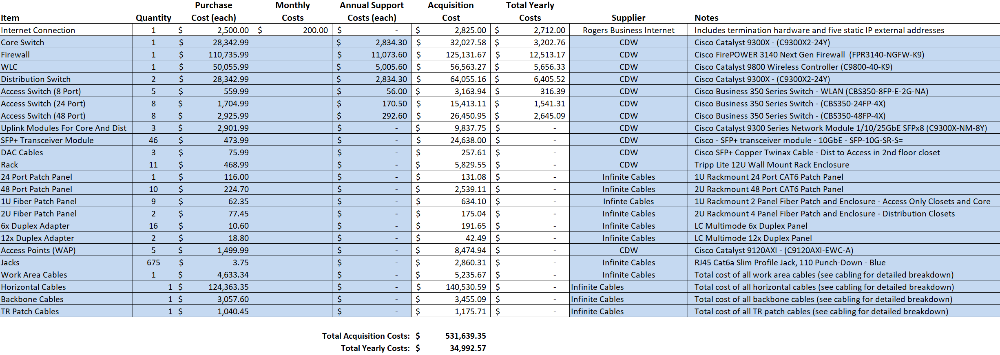 Item Quantity Purchase Cost (each) Monthly Costs Annual Support Costs (each) Acquisition Cost Total Yearly Costs Supplier Notes
Internet Connection 1 $ 2,500.00 $ 200.00 $ - $ 2,825.00 $ 2,712.00 Rogers Business Internet Includes termination hardware and five static IP external addresses
Core Switch 1 $ 28,342.99 $ 2,834.30 $ 32,027.58 $ 3,202.76 CDW Cisco Catalyst 9300X - (C9300X2-24Y)
Firewall 1 $ 110,735.99 $ 11,073.60 $ 125,131.67 $ 12,513.17 CDW Cisco FirePOWER 3140 Next Gen Firewall (FPR3140-NGFW-K9)
WLC 1 $ 50,055.99 $ 5,005.60 $ 56,563.27 $ 5,656.33 CDW Cisco Catalyst 9800 Wireless Controller (C9800-40-K9)
Distribution Switch 2 $ 28,342.99 $ 2,834.30 $ 64,055.16 $ 6,405.52 CDW Cisco Catalyst 9300X - (C9300X2-24Y)
Access Switch (8 Port) 5 $ 559.99 $ 56.00 $ 3,163.94 $ 316.39 CDW Cisco Business 350 Series Switch - WLAN (CBS350-8FP-E-2G-NA)
Access Switch (24 Port) 8 $ 1,704.99 $ 170.50 $ 15,413.11 $ 1,541.31 CDW Cisco Business 350 Series Switch - (CBS350-24FP-4X)
Access Switch (48 Port) 8 $ 2,925.99 $ 292.60 $ 26,450.95 $ 2,645.09 CDW Cisco Business 350 Series Switch - (CBS350-48FP-4X)
Uplink Modules For Core And Dist 3 $ 2,901.99 $ - $ 9,837.75 $ - CDW Cisco Catalyst 9300 Series Network Module 1/10/25GbE SFPx8 (C9300X-NM-8Y)
SFP+ Transceiver Module 46 $ 473.99 $ - $ 24,638.00 $ - CDW Cisco - SFP+ transceiver module - 10GbE - SFP-10G-SR-S=
DAC Cables 3 $ 75.99 $ - $ 257.61 $ - CDW Cisco SFP+ Copper Twinax Cable - Dist to Access in 2nd floor closet
Rack 11 $ 468.99 $ - $ 5,829.55 $ - CDW Tripp Lite 12U Wall Mount Rack Enclosure
24 Port Patch Panel 1 $ 116.00 $ - $ 131.08 $ - Infinite Cables 1U Rackmount 24 Port CAT6 Patch Panel
48 Port Patch Panel 10 $ 224.70 $ - $ 2,539.11 $ - Infinite Cables 2U Rackmount 48 Port CAT6 Patch Panel
1U Fiber Patch Panel 9 $ 62.35 $ - $ 634.10 $ - Infinte Cables 1U Rackmount 2 Panel Fiber Patch and Enclosure - Access Only Closets and Core
2U Fiber Patch Panel 2 $ 77.45 $ - $ 175.04 $ - Infinite Cables 2U Rackmount 4 Panel Fiber Patch and Enclosure - Distribution Closets
6x Duplex Adapter 16 $ 10.60 $ - $ 191.65 $ - Infinite Cables LC Multimode 6x Duplex Panel
12x Duplex Adapter 2 $ 18.80 $ - $ 42.49 $ - Infinite Cables LC Multimode 12x Duplex Panel
Access Points (WAP) 5 $ 1,499.99 $ - $ 8,474.94 $ - CDW Cisco Catalyst 9120AXI - (C9120AXI-EWC-A)
Jacks 675 $ 3.75 $ - $ 2,860.31 $ - Infinite Cables RJ45 Cat6a Slim Profile Jack, 110 Punch-Down - Blue
Work Area Cables 1 $ 4,633.34 $ - $ 5,235.67 $ - Infinite Cables Total cost of all work area cables (see cabling for detailed breakdown)
Horizontal Cables 1 $ 124,363.35 $ - $ 140,530.59 $ - Infinite Cables Total cost of all horizontal cables (see cabling for detailed breakdown)
Backbone Cables 1 $ 3,057.60 $ - $ 3,455.09 $ - Infinite Cables Total cost of all backbone cables (see cabling for detailed breakdown)
TR Patch Cables 1 $ 1,040.45 $ - $ 1,175.71 $ - Infinite Cables Total cost of all TR patch cables (see cabling for detailed breakdown)
Total Acquisition Costs: $ 531,639.35
Total Yearly Costs: $ 34,992.57